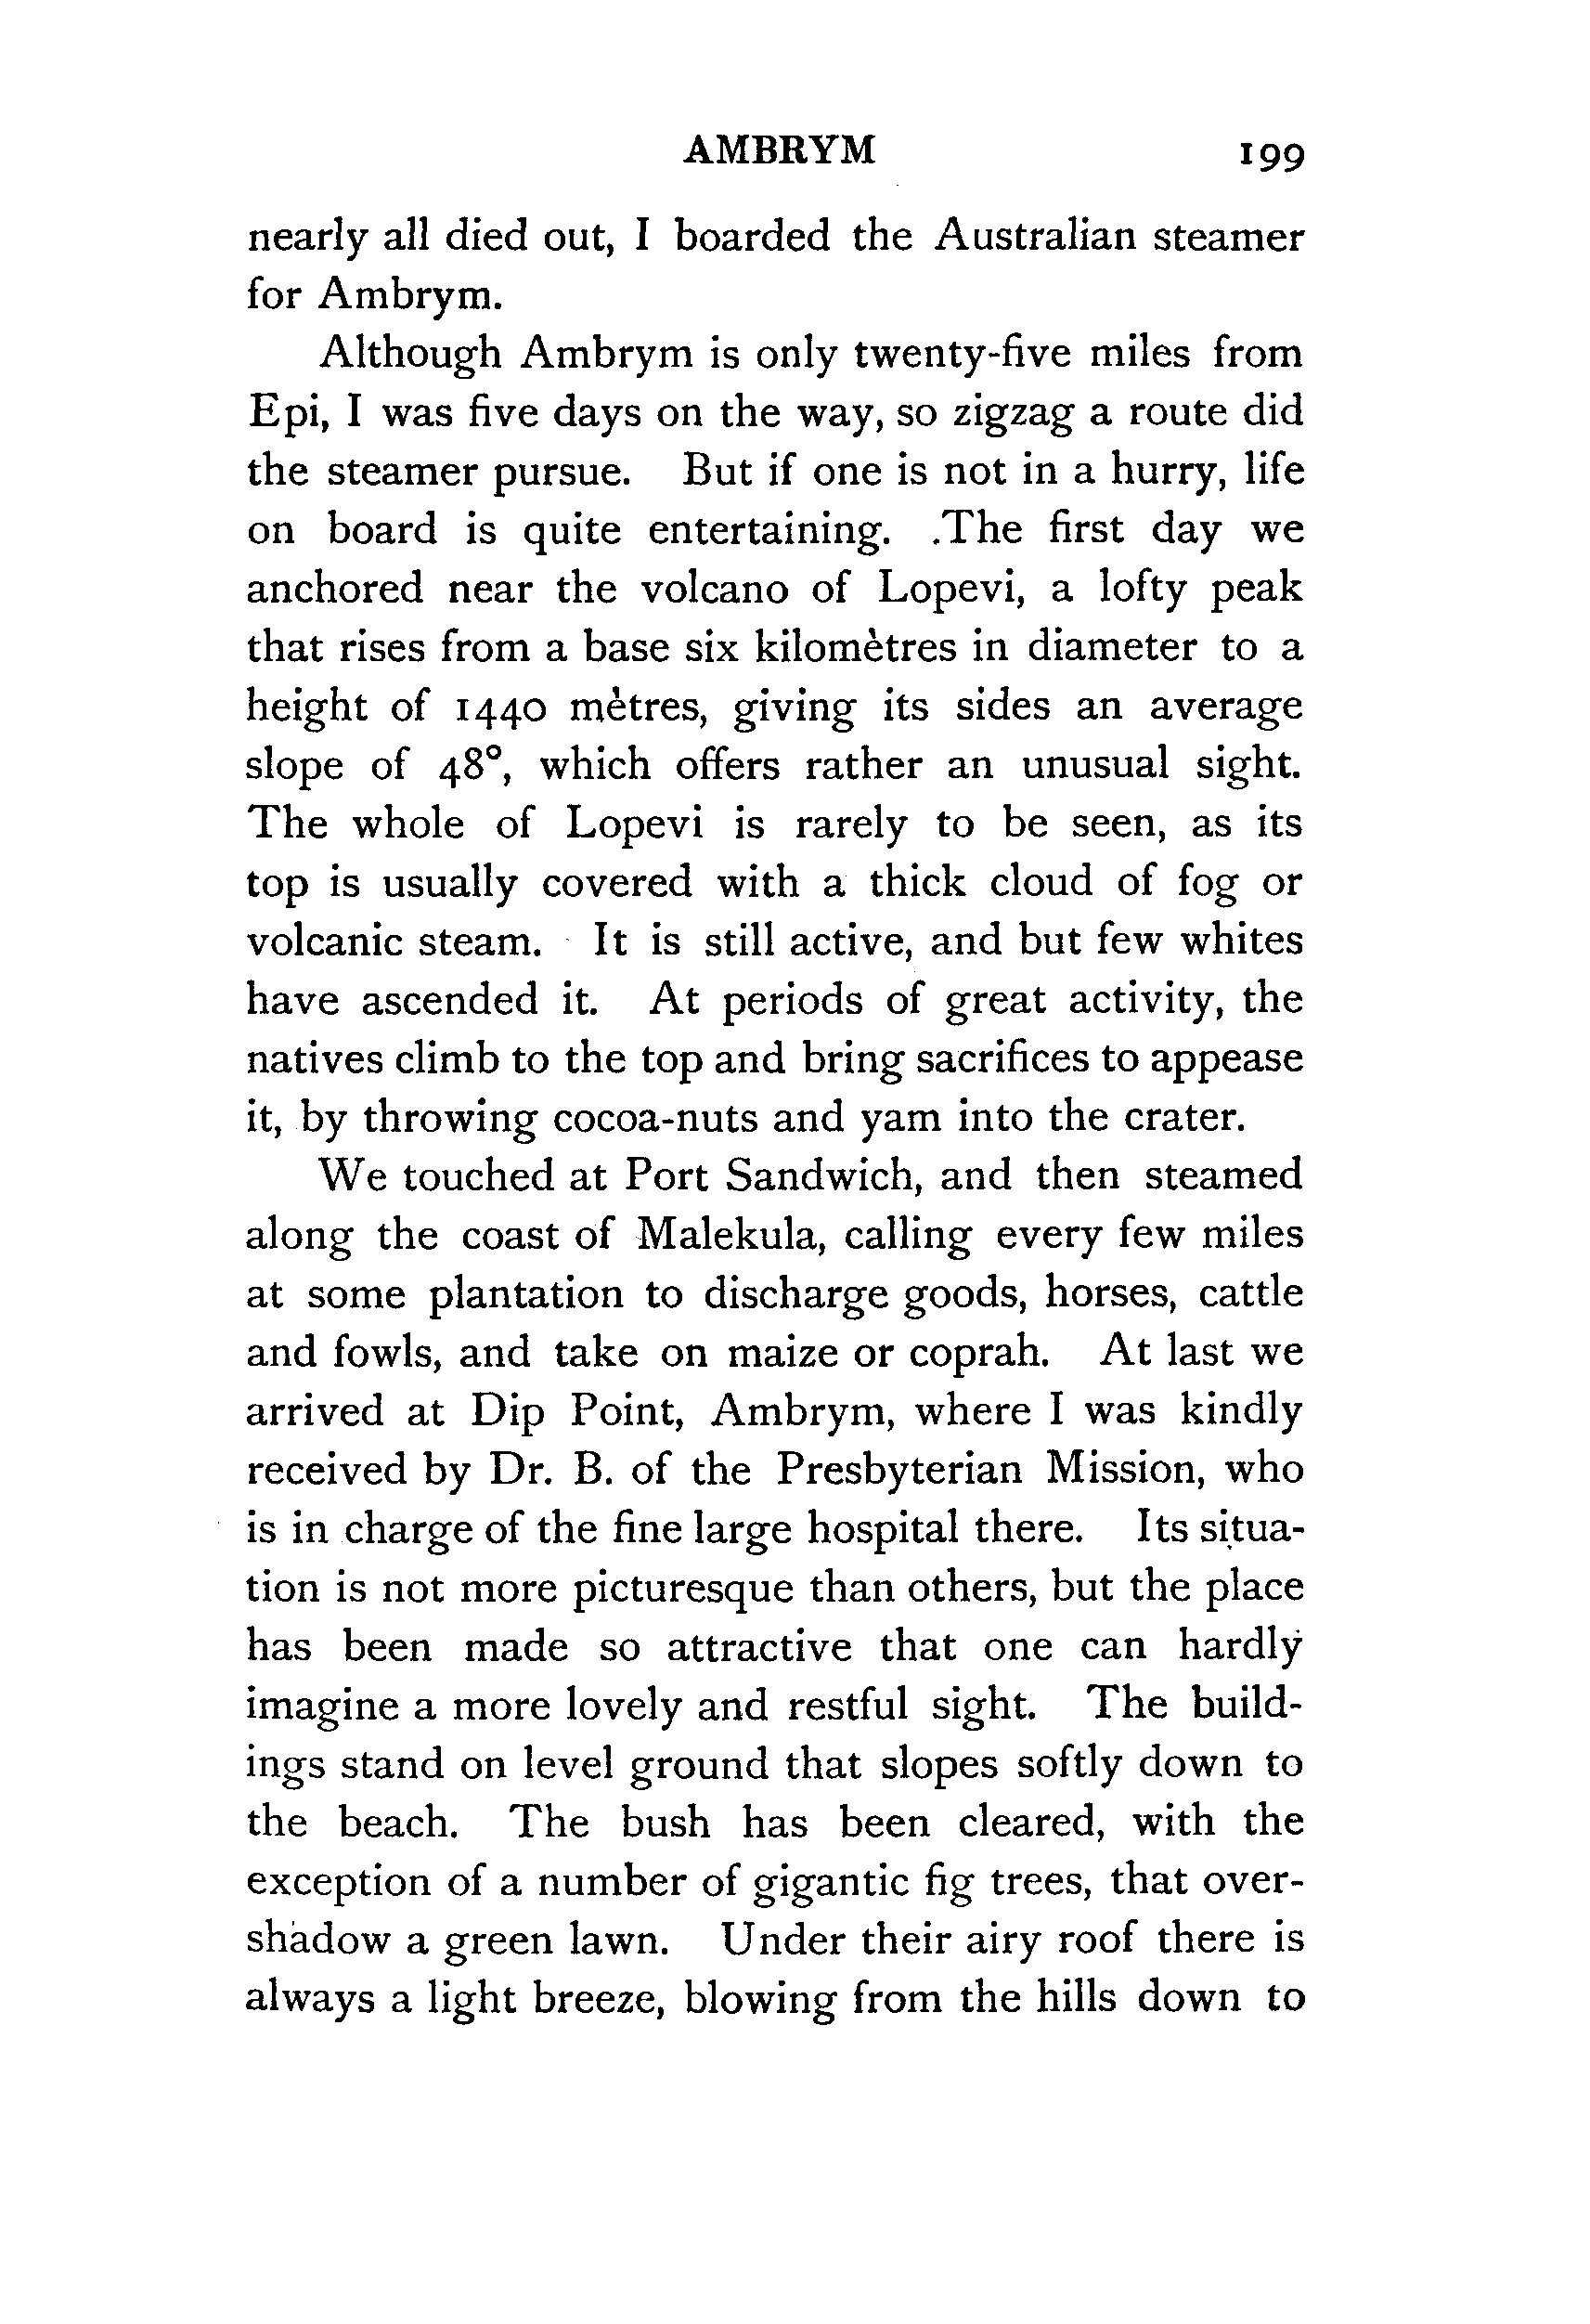 AMBRYM 199
nearly all died out, I boarded the Australian steamer
for Ambrym.
Although Ambrym is only twenty-five miles from
Epi, I was five days on the way, so zigzag a route did
the steamer pursue. But if one is not in a hurry, life
on board is quite entertaining. .The first day we
anchored near the volcano of Lopevi, a lofty peak
that rises from a base six kilomètres in diameter to a
height of 1440 mètres, giving its sides an average
slope of 48°, which offers rather an unusual sight.
The whole of Lopevi is rarely to be seen, as its
top is usually covered with a thick cloud of fog or
volcanic steam. It is still active, and but few whites
have ascended it. At periods of great activity, the
natives climb to the top and bring sacrifices to appease
it, by throwing cocoa-nuts and yam into the crater.
We touched at Port Sandwich, and then steamed
along the coast of Malekula, calling every few miles
at some plantation to discharge goods, horses, cattle
and fowls, and take on maize or coprah. At last we
arrived at Dip Point, Ambrym, where I was kindly
received by Dr. B. of the Presbyterian Mission, who
is in charge of the fine large hospital there. Its situa-
tion is not more picturesque than others, but the place
has been made so attractive that one can hardly
imagine a more lovely and restful sight. The build-
ings stand on level ground that slopes softly down to
the beach. The bush has been cleared, with the
exception of a number of gigantic fig trees, that over-
shadow a green lawn. Under their airy roof there is
always a light breeze, blowing from the hills down to